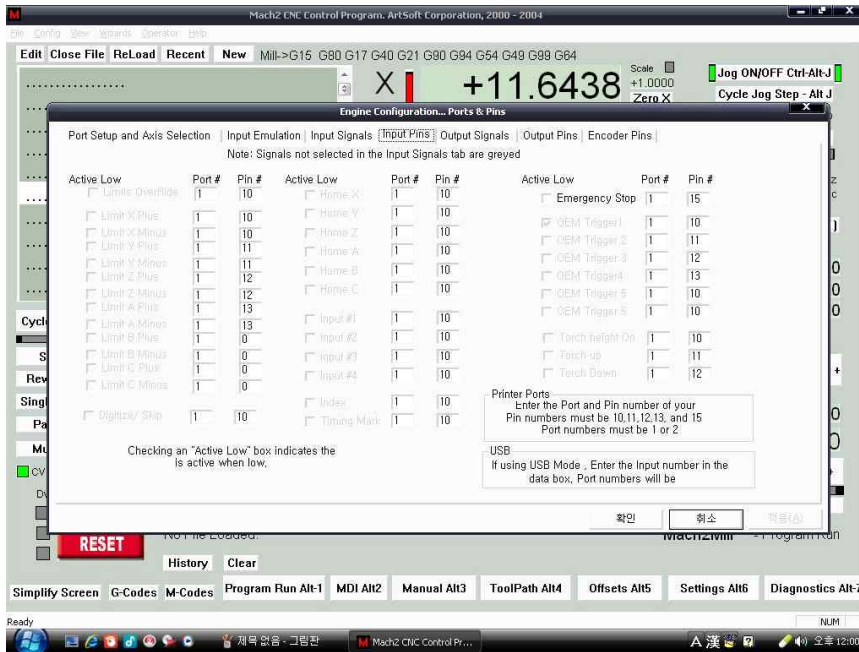 Mach2 CNC Control Program. ArtSoft Corporation, 2000 - 2004
File Config View Wizards Operator Help
Edit Close File ReLoad Recent New Mill->G15 G80 G17 G40 G21 G90 G94 G54 G49 G99 G64
X +11.6438
Scale
+1.0000
Zero X
Jog ON/OFF Ctrl-Alt-J
Cycle Jog Step - Alt J
Engine Configuration... Ports & Pins
Port Setup and Axis Selection Input Emulation Input Signals Input Pins Output Signals Output Pins Encoder Pins
Note: Signals not selected in the Input Signals tab are greyed
Active Low Port # Pin #
Limits OverRide 1 10
Limit X Plus 1 10
Limit X Minus 1 10
Limit Y Plus 1 11
Limit Y Minus 1 11
Limit Z Plus 1 12
Limit Z Minus 1 12
Limit A Plus 1 13
Limit A Minus 1 13
Limit B Plus 1 0
Limit B Minus 1 0
Limit C Plus 1 0
Limit C Minus 1 0
Digitize/ Skip 1 10
Active Low Port # Pin #
Home X 1 10
Home Y 1 10
Home Z 1 10
Home A 1 10
Home B 1 10
Home C 1 10
Input #1 1 10
Input #2 1 10
Input #3 1 10
Input #4 1 10
Index 1 10
Timing Mark 1 10
Active Low Port # Pin #
Emergency Stop 1 15
OEM Trigger1 1 10
OEM Trigger 2 1 11
OEM Trigger 3 1 12
OEM Trigger4 1 13
OEM Trigger 5 1 10
OEM Trigger 5 1 10
Torch height On 1 10
Torch up 1 11
Torch Down 1 12
Checking an "Active Low" box indicates the
is active when low.
Printer Ports
Enter the Port and Pin number of your
Pin numbers must be 10,11,12,13, and 15
Port numbers must be 1 or 2
USB
If using USB Mode , Enter the Input number in the
data box, Port numbers will be
확인 취소 적용(A)
RESET
No File Loaded.
Mach2Mill - Program Run
History Clear
Simplify Screen G-Codes M-Codes Program Run Alt-1 MDI Alt2 Manual Alt3 ToolPath Alt4 Offsets Alt5 Settings Alt6 Diagnostics Alt-7
Ready NUM
제목 없음 - 그림판 Mach2 CNC Control Pr... A 漢 오후 12:00